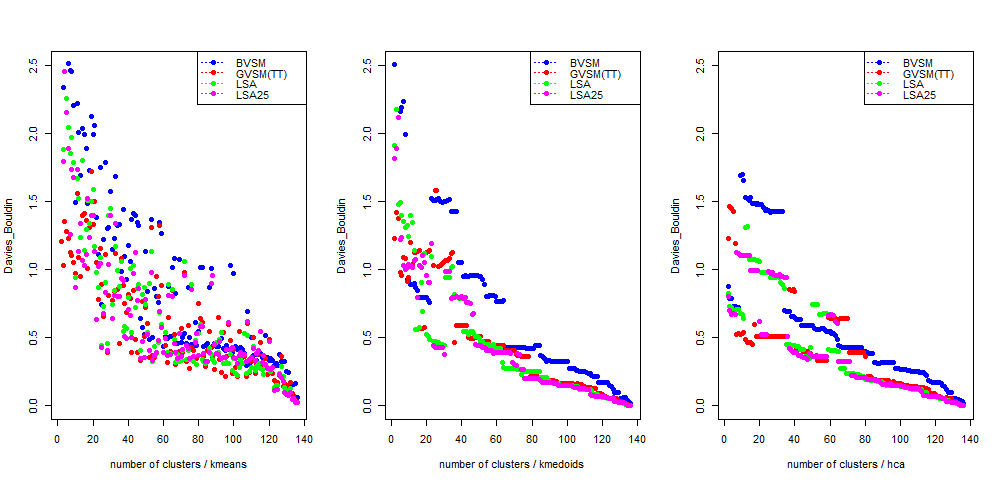 BVSM
GVSM(TT)
LSA
LSA25
Davies_Bouldin
2.5
2.0
1.5
1.0
0.5
0.0
0 20 40 60 80 100 120 140
number of clusters / kmeans
BVSM
GVSM(TT)
LSA
LSA25
Davies_Bouldin
2.5
2.0
1.5
1.0
0.5
0.0
0 20 40 60 80 100 120 140
number of clusters / kmedoids
BVSM
GVSM(TT)
LSA
LSA25
Davies_Bouldin
2.5
2.0
1.5
1.0
0.5
0.0
0 20 40 60 80 100 120 140
number of clusters / hca